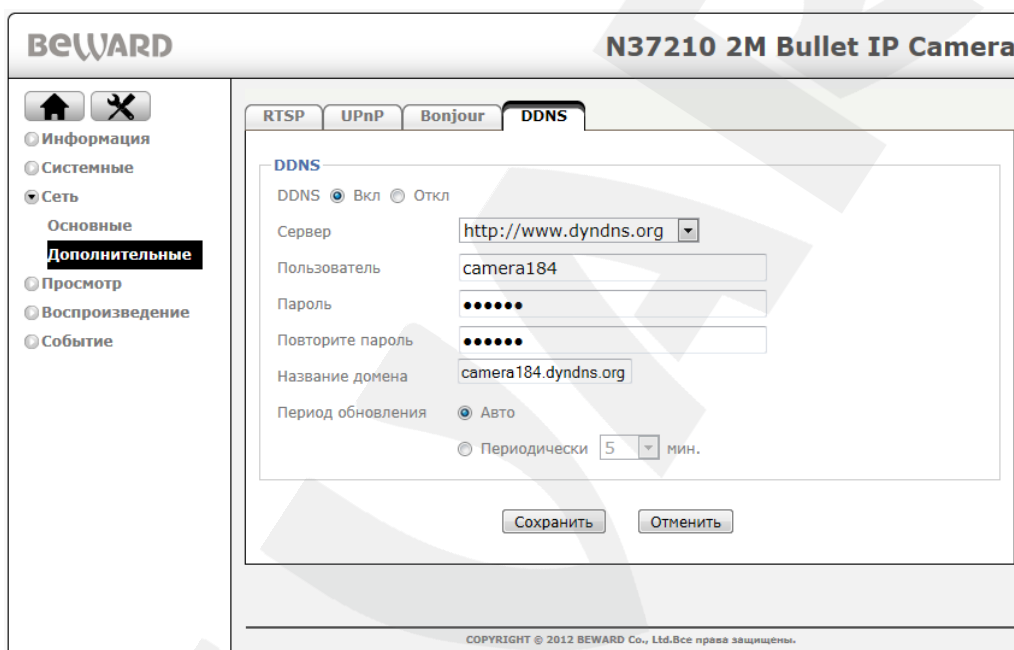 BEWARD
N37210 2M Bullet IP Camera
RTSP UPnP Bonjour DDNS
Информация
Системные
Сеть
Основные
Дополнительные
Просмотр
Воспроизведение
Событие
DDNS
DDNS Вкл Откл
Сервер http://www.dyndns.org
Пользователь camera184
Пароль ●●●●●●
Повторите пароль ●●●●●●
Название домена camera184.dyndns.org
Период обновления Авто
Периодически 5 мин.
Сохранить Отменить
COPYRIGHT © 2012 BEWARD Co., Ltd.Все права защищены.